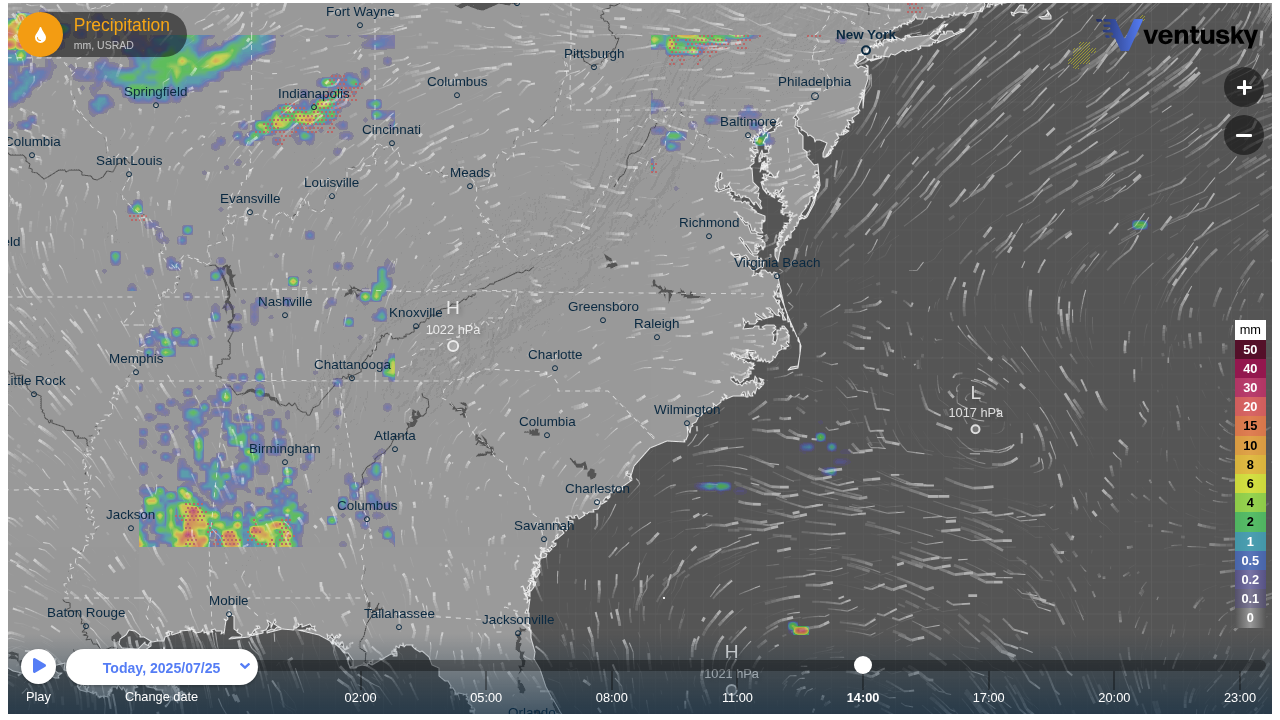 Precipitation
mm, USRAD
Fort Wayne
New York
ventusky
Pittsburgh
Columbus
Philadelphia
Springfield
Indianapolis
Baltimore
Cincinnati
Columbia
Saint Louis
Meads
Louisville
Evansville
Richmond
eld
Virginia Beach
Nashville
Knoxville
H
1022 hPa
Greensboro
Raleigh
Memphis
Chattanooga
Charlotte
Little Rock
L
1017 hPa
Wilmington
Columbia
Atlanta
Birmingham
Charleston
Jackson
Columbus
Savannah
Baton Rouge
Mobile
Tallahassee
Jacksonville
H
1021 hPa
Orlando
mm
50
40
30
20
15
10
8
6
4
2
1
0.5
0.2
0.1
0
Today, 2025/07/25
Play
Change date
02:00
05:00
08:00
11:00
14:00
17:00
20:00
23:00